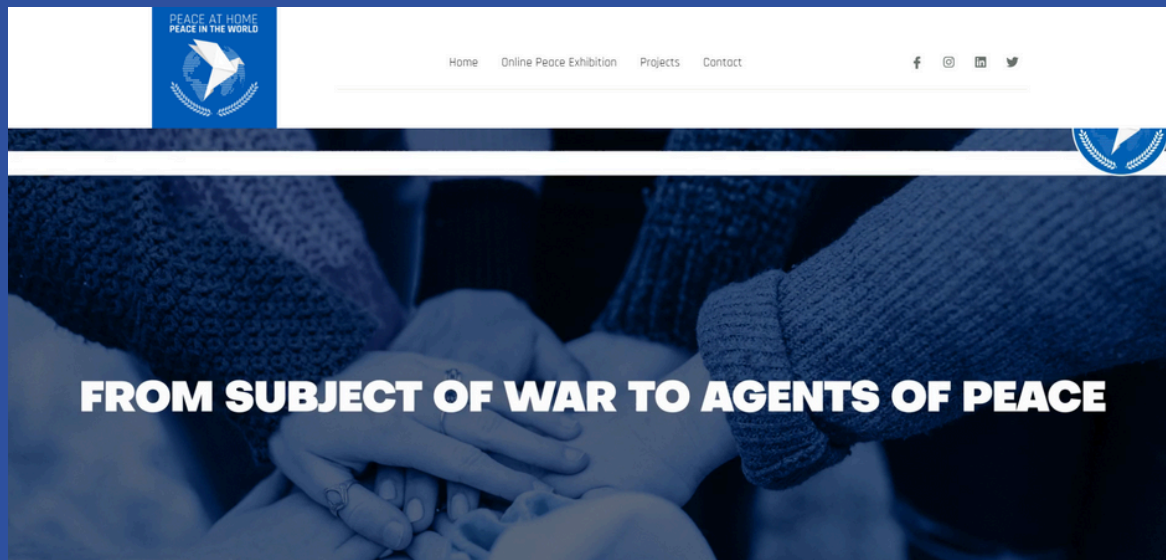 PEACE AT HOME
PEACE IN THE WORLD
Home Online Peace Exhibition Projects Contact
FROM SUBJECT OF WAR TO AGENTS OF PEACE